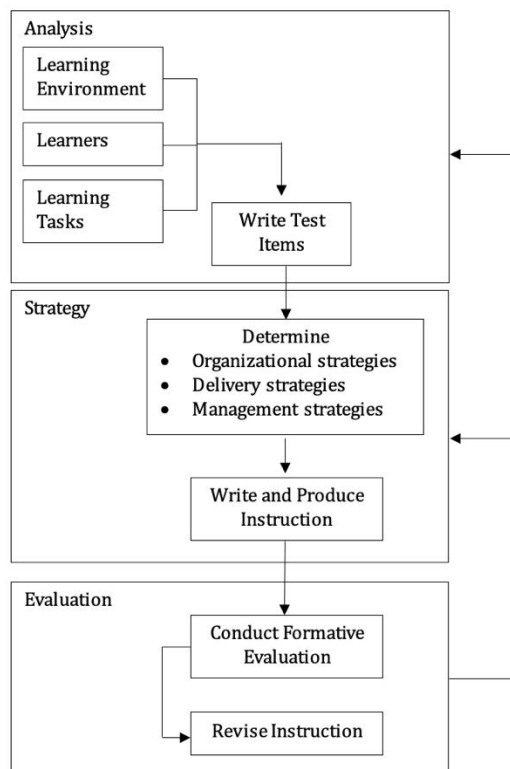 Analysis
Learning
Environment
Learners
Learning
Tasks
Write Test
Items
Strategy
Determine
• Organizational strategies
• Delivery strategies
• Management strategies
Write and Produce
Instruction
Evaluation
Conduct Formative
Evaluation
Revise Instruction